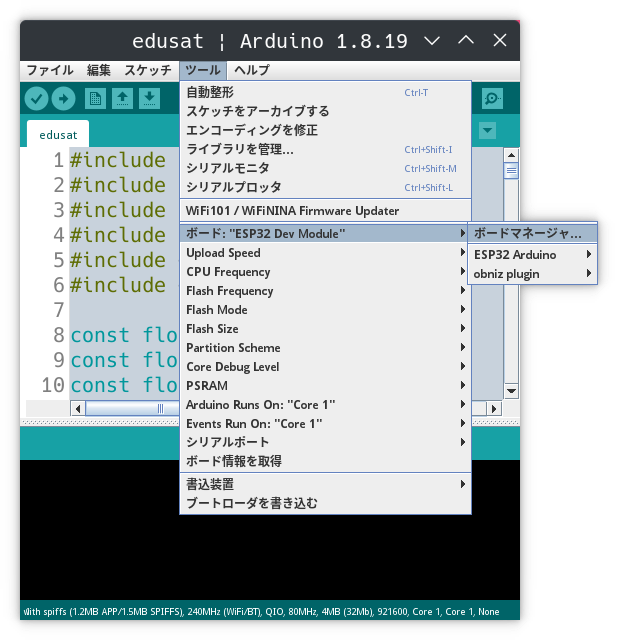 edusat ¦ Arduino 1.8.19
ファイル 編集 スケッチ ツール ヘルプ
自動整形 Ctrl-T
スケッチをアーカイブする
エンコーディングを修正
ライブラリを管理... Ctrl+Shift-I
シリアルモニタ Ctrl+Shift-M
シリアルプロッタ Ctrl+Shift-L
WiFi101 / WiFiNINA Firmware Updater
ボード: "ESP32 Dev Module"
Upload Speed
CPU Frequency
Flash Frequency
Flash Mode
Flash Size
Partition Scheme
Core Debug Level
PSRAM
Arduino Runs On: "Core 1"
Events Run On: "Core 1"
シリアルポート
ボード情報を取得
書込装置
ブートローダを書き込む
ボードマネージャ...
ESP32 Arduino
obniz plugin
edusat
1 #include
2 #include
3 #include
4 #include
5 #include
6 #include
7
8 const flo
9 const flo
10 const flo
With spiffs (1.2MB APP/1.5MB SPIFFS), 240MHz (WiFi/BT), QIO, 80MHz, 4MB (32Mb), 921600, Core 1, Core 1, None